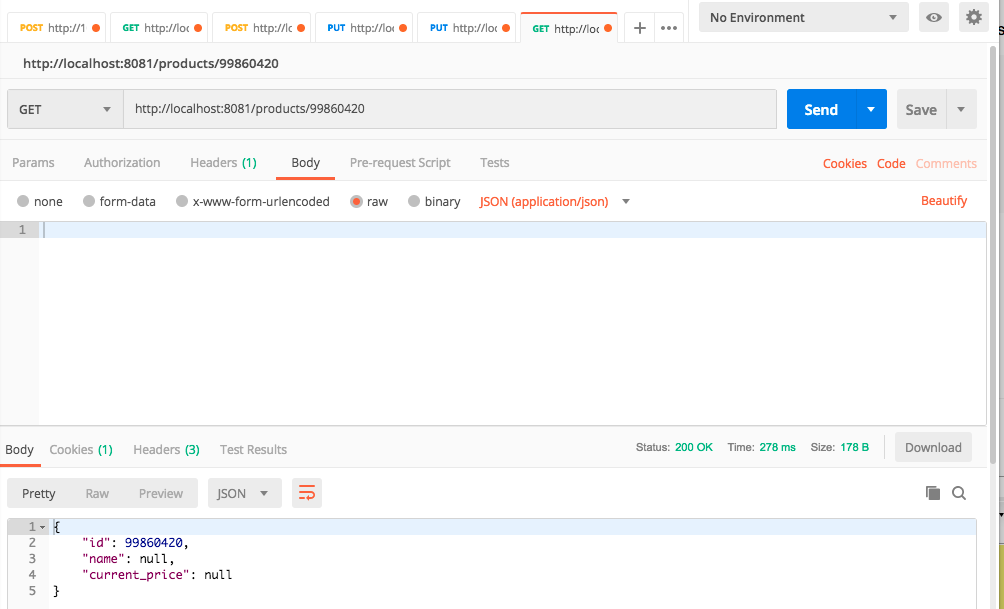 POST http://1 GET http://loc POST http://lc PUT http://loc PUT http://loc GET http://loc No Environment
http://localhost:8081/products/99860420
GET http://localhost:8081/products/99860420 Send Save
Params Authorization Headers (1) Body Pre-request Script Tests Cookies Code Comments
none form-data x-www-form-urlencoded raw binary JSON (application/json) Beautify
1
Body Cookies (1) Headers (3) Test Results Status: 200 OK Time: 278 ms Size: 178 B Download
Pretty Raw Preview JSON
1 {
2 "id": 99860420,
3 "name": null,
4 "current_price": null
5 }